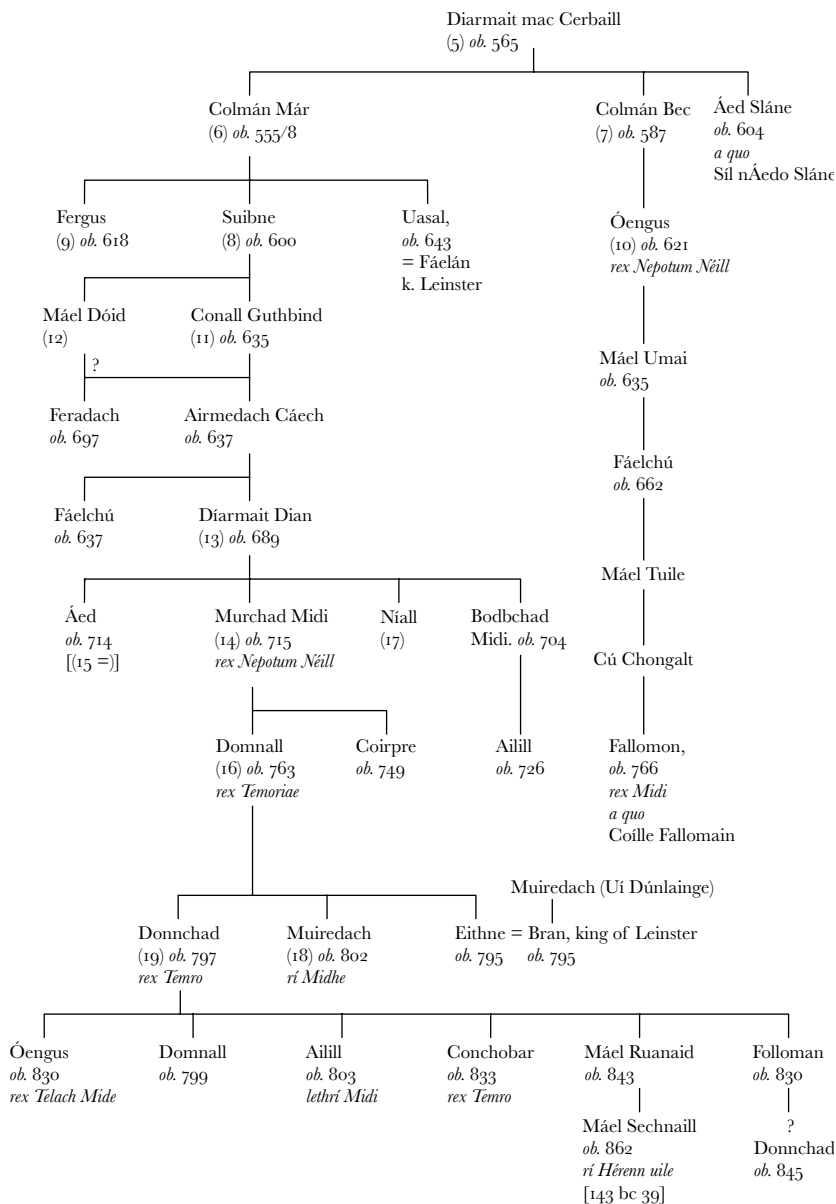 Diarmait mac Cerbaill
(5) ob. 565
Colmán Már
(6) ob. 555/8
Colmán Bec
(7) ob. 587
Áed Sláne
ob. 604
a quo
Síl nÁedo Sláne
Fergus
(9) ob. 618
Suibne
(8) ob. 600
Uasal,
ob. 643
= Fáelán
k. Leinster
Óengus
(10) ob. 621
rex Nepotum Néill
Máel Dóid
(12)
Conall Guthbind
(11) ob. 635
Máel Umai
ob. 635
?
Feradach
ob. 697
Airmedach Cáech
ob. 637
Fáelchú
ob. 662
Fáelchú
ob. 637
Díarmait Dian
(13) ob. 689
Máel Tuile
Áed
ob. 714
[(15 =)]
Murchad Midi
(14) ob. 715
rex Nepotum Néill
Níall
(17)
Bodbchad
Midi. ob. 704
Cú Chongalt
Domnall
(16) ob. 763
rex Temoriae
Coirpre
ob. 749
Ailill
ob. 726
Fallomon,
ob. 766
rex Midi
a quo
Coílle Fallomain
Muiredach (Uí Dúnlainge)
Donnchad
(19) ob. 797
rex Temro
Muiredach
(18) ob. 802
rí Midhe
Eithne = Bran, king of Leinster
ob. 795 ob. 795
Óengus
ob. 830
rex Telach Mide
Domnall
ob. 799
Ailill
ob. 803
lethrí Midi
Conchobar
ob. 833
rex Temro
Máel Ruanaid
ob. 843
Folloman
ob. 830
Máel Sechnaill
ob. 862
rí Hérenn uile
[143 bc 39]
?
Donnchad
ob. 845